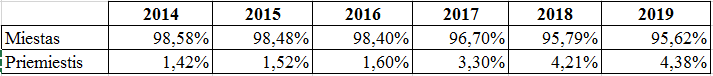 2014 2015 2016 2017 2018 2019
Miestas 98,58% 98,48% 98,40% 96,70% 95,79% 95,62%
Priemiestis 1,42% 1,52% 1,60% 3,30% 4,21% 4,38%